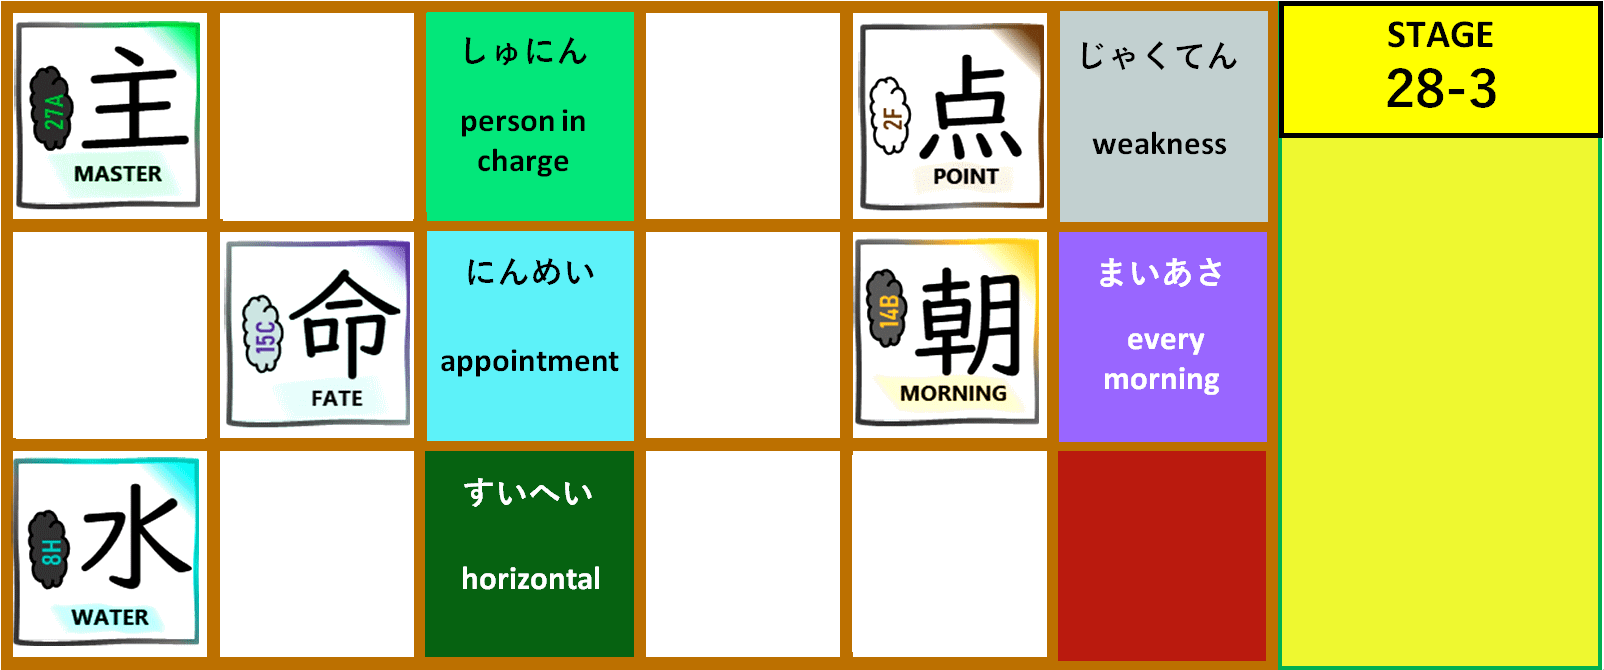 27A
主
MASTER
しゅにん
person in
charge
2F
点
POINT
じゃくてん
weakness
STAGE
28-3
15C
命
FATE
にんめい
appointment
14B
朝
MORNING
まいあさ
every
morning
8H
水
WATER
すいへい
horizontal